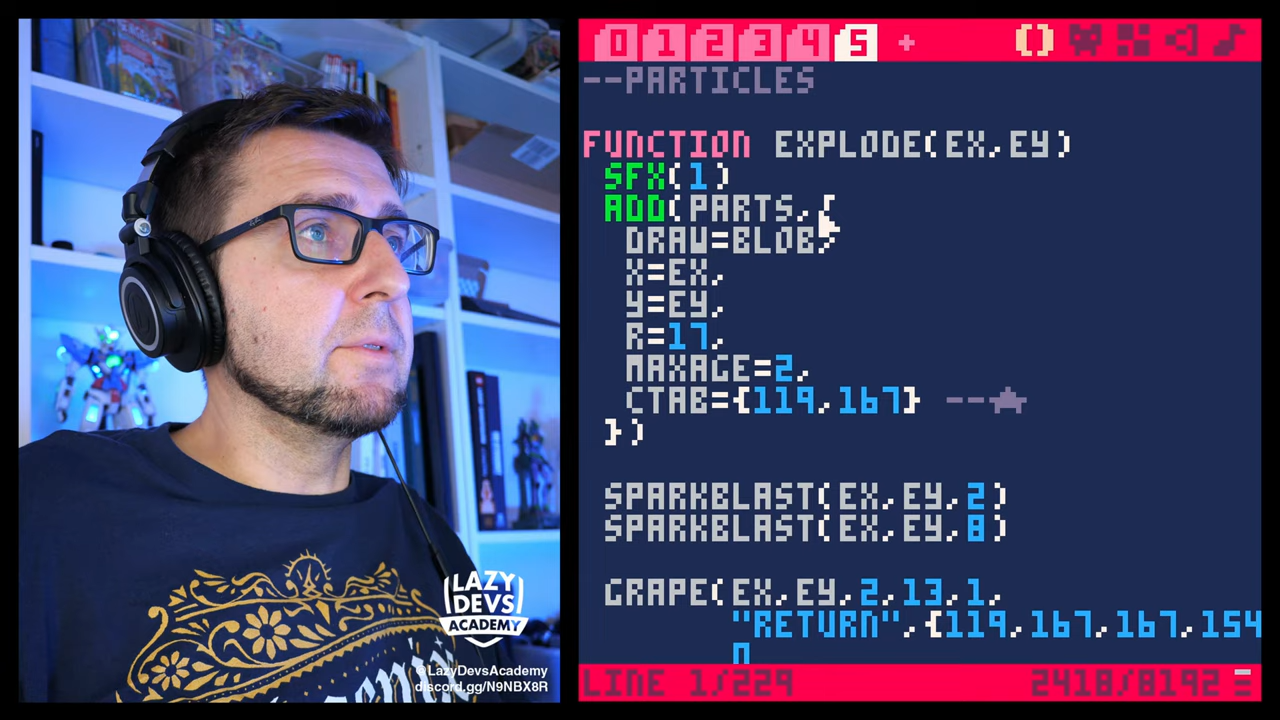 0 1 2 3 4 5 + ()
--PARTICLES
FUNCTION EXPLODE(EX,EY)
SFX(1)
ADD(PARTS,{
DRAW=BLOB,
X=EX,
Y=EY,
R=17,
MAXAGE=2,
CTAB={119,167} --
})
SPARKBLAST(EX,EY,2)
SPARKBLAST(EX,EY,8)
GRAPE(EX,EY,2,13,1,
"RETURN",{119,167,167,154
LINE 1/229 2418/8192
LAZY
DEVS
ACADEMY
@LazyDevsAcademy
discord.gg/N9NBX8R